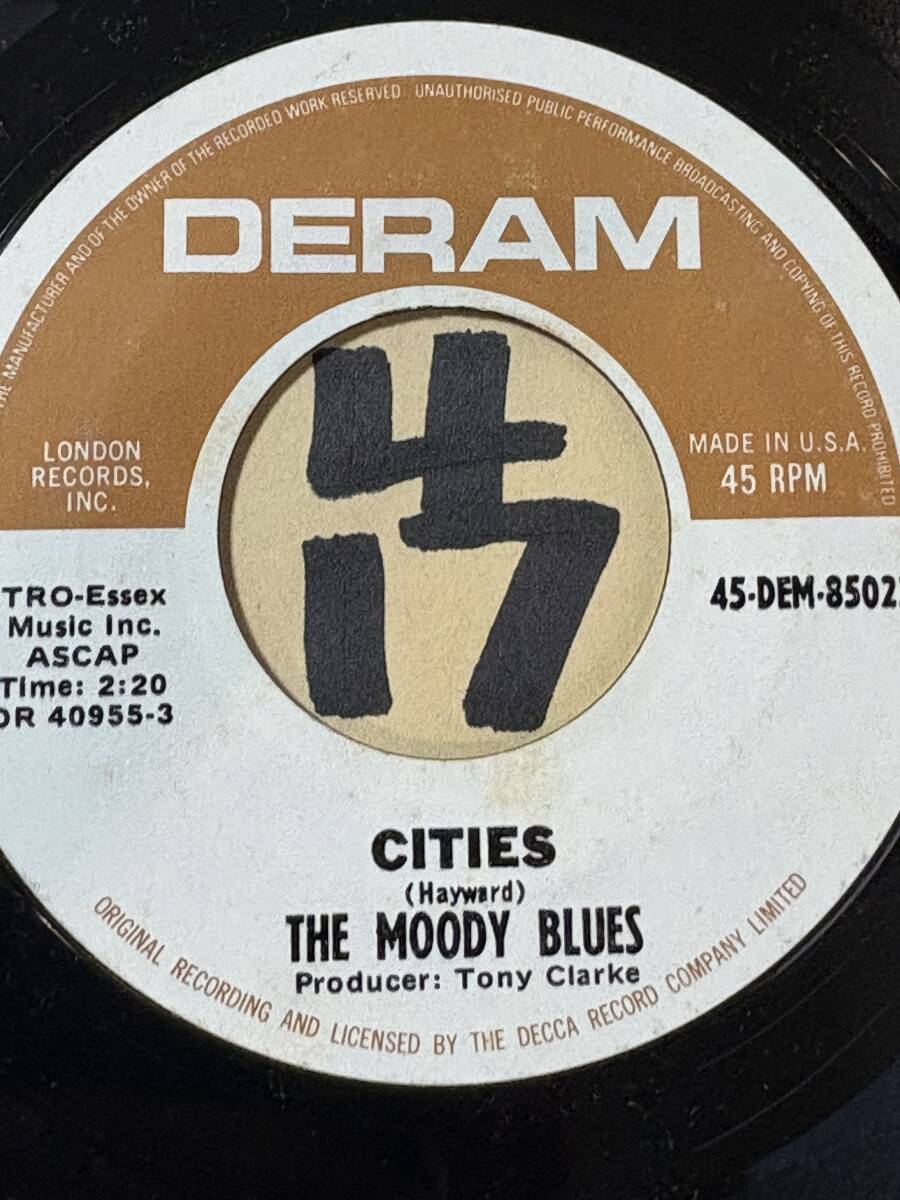 THE MANUFACTURER AND OF THE OWNER OF THE RECORDED WORK RESERVED UNAUTHORISED PUBLIC PERFORMANCE BROADCASTING AND COPYING OF THIS RECORD PROHIBITED
DERAM
LONDON
RECORDS,
INC.
MADE IN U.S.A.
45 RPM
TRO-Essex
Music Inc.
ASCAP
Time: 2:20
DR 40955-3
45-DEM-8502
CITIES
(Hayward)
THE MOODY BLUES
Producer: Tony Clarke
ORIGINAL RECORDING AND LICENSED BY THE DECCA RECORD COMPANY LIMITED